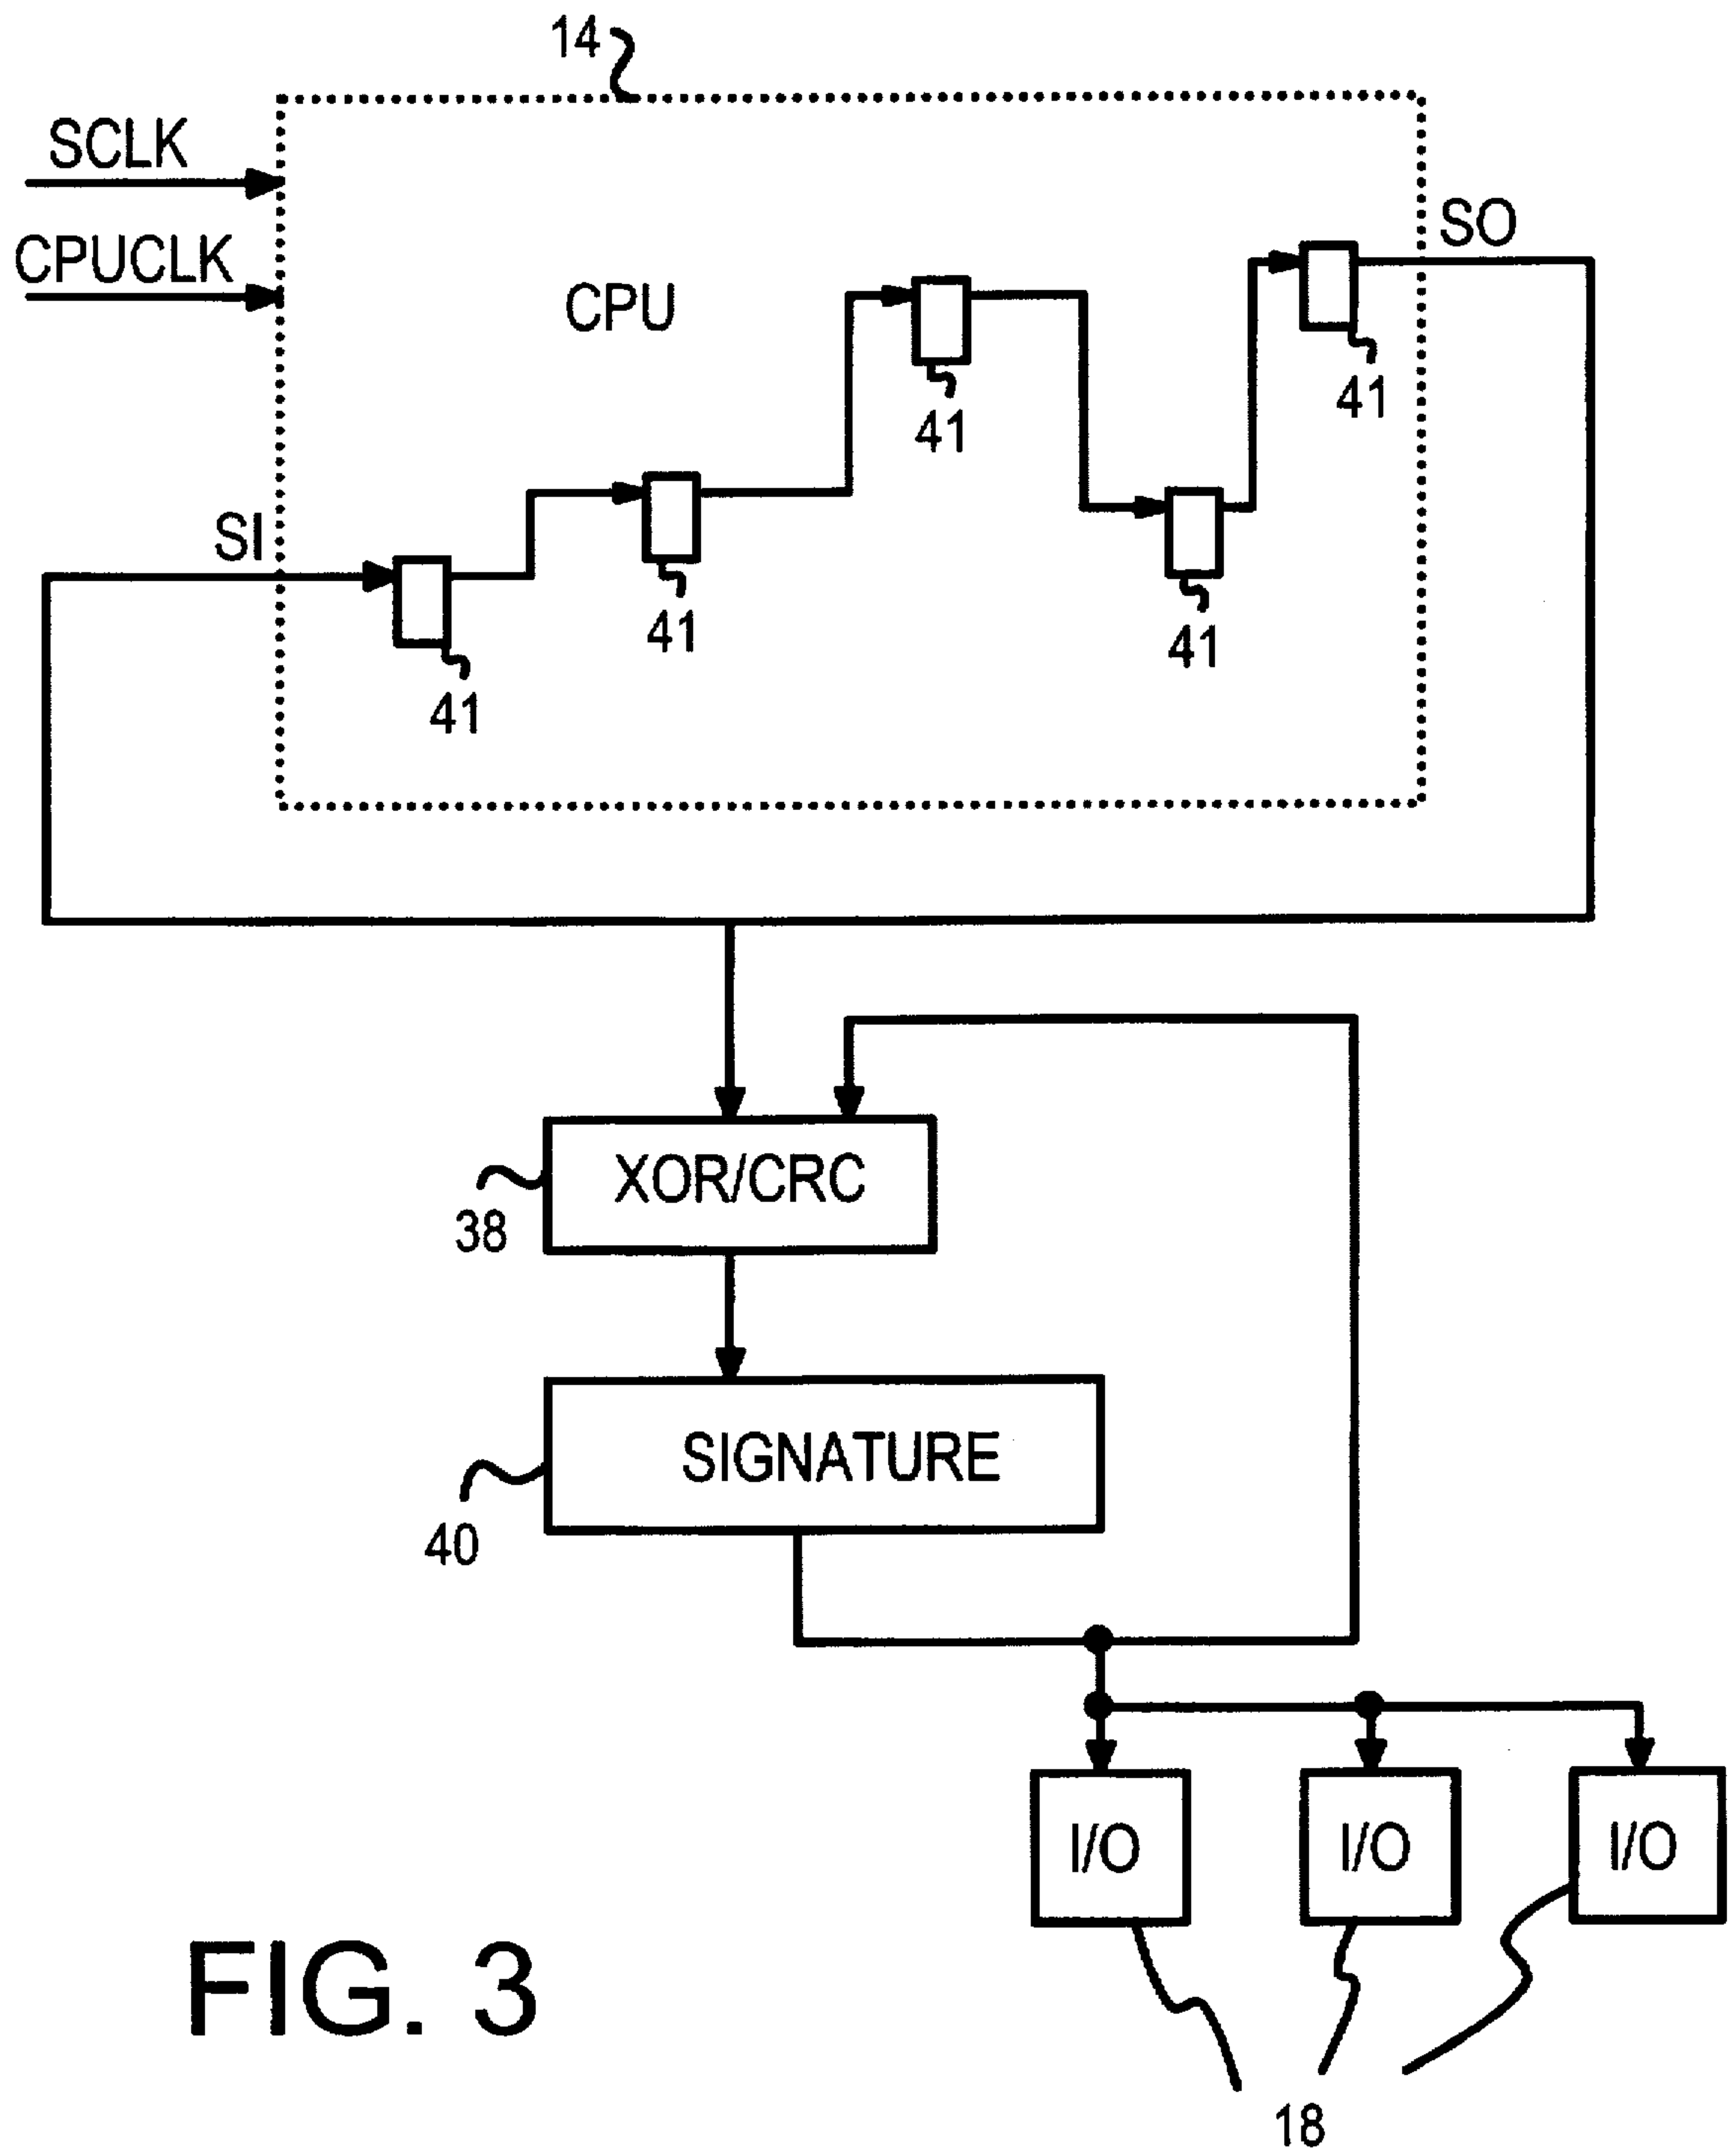 14
SCLK
CPUCLK
SO
CPU
41
41
SI
41
41
41
XOR/CRC
38
SIGNATURE
40
I/O
I/O
I/O
FIG. 3
18